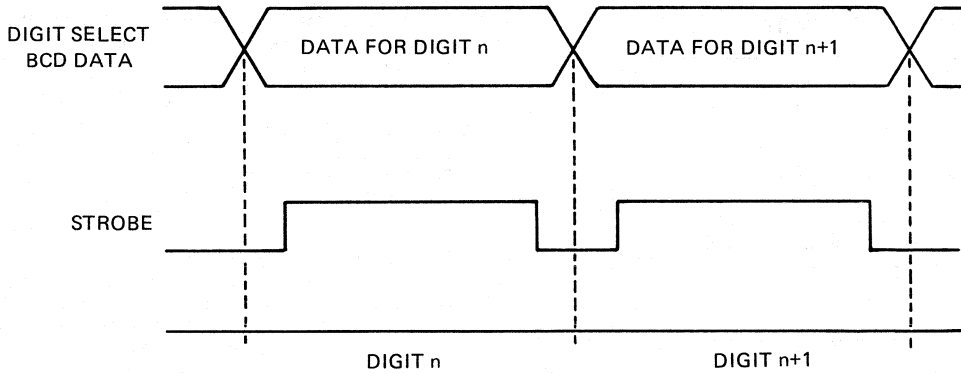 DIGIT SELECT
BCD DATA
DATA FOR DIGIT n
DATA FOR DIGIT n+1
STROBE
DIGIT n
DIGIT n+1